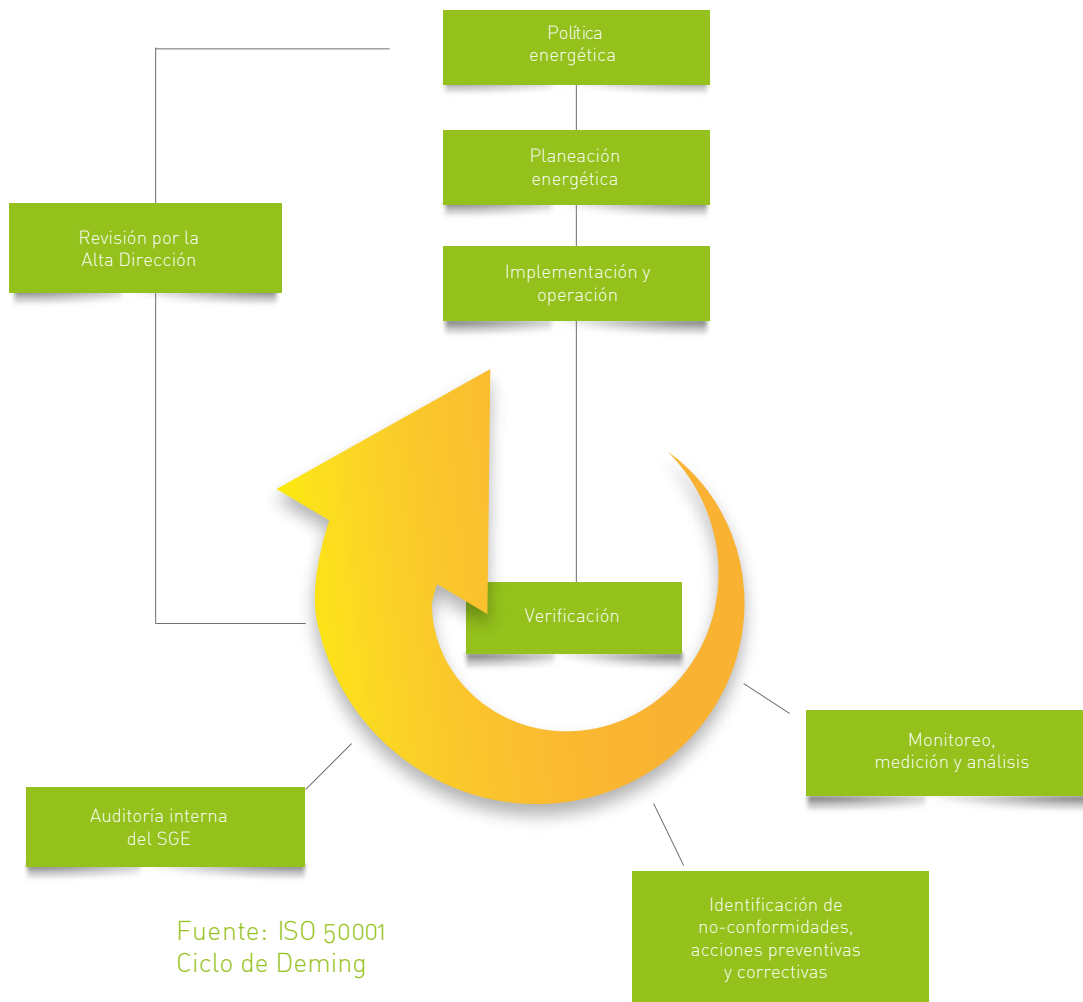 Política
energética
Planeación
energética
Revisión por la
Alta Dirección
Implementación y
operación
Verificación
Monitoreo,
medición y análisis
Auditoría interna
del SGE
Identificación de
no-conformidades,
acciones preventivas
y correctivas
Fuente: ISO 50001
Ciclo de Deming